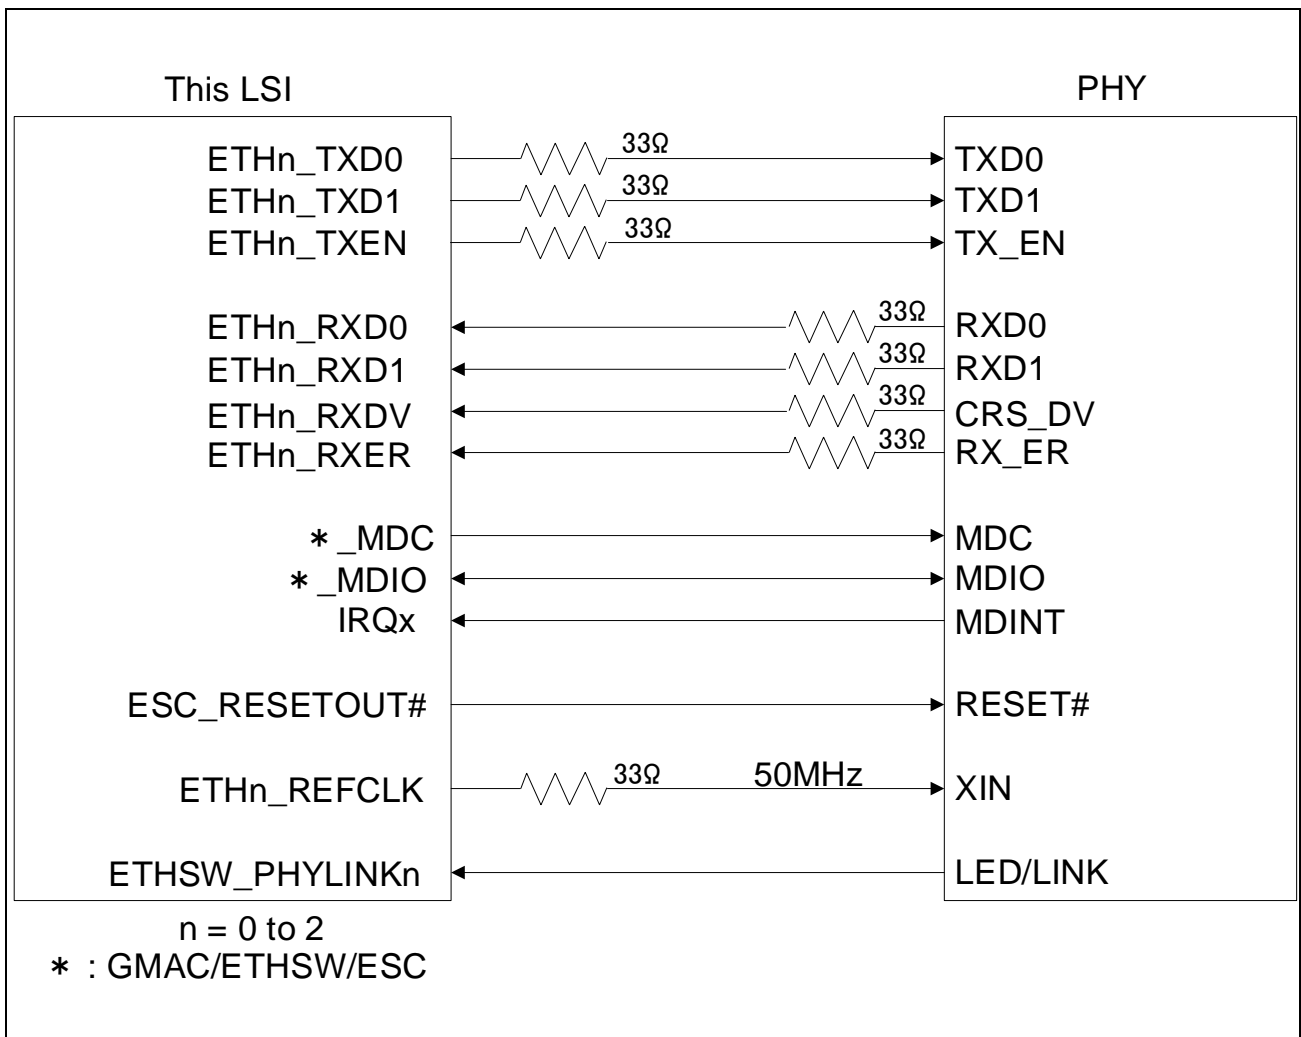 This LSI PHY
ETHn_TXD0 33Ω TXD0
ETHn_TXD1 33Ω TXD1
ETHn_TXEN 33Ω TX_EN
ETHn_RXD0 33Ω RXD0
ETHn_RXD1 33Ω RXD1
ETHn_RXDV 33Ω CRS_DV
ETHn_RXER 33Ω RX_ER
*_MDC MDC
*_MDIO MDIO
IRQx MDINT
ESC_RESETOUT# RESET#
ETHn_REFCLK 33Ω 50MHz XIN
ETHSW_PHYLINKn LED/LINK
n = 0 to 2
* : GMAC/ETHSW/ESC